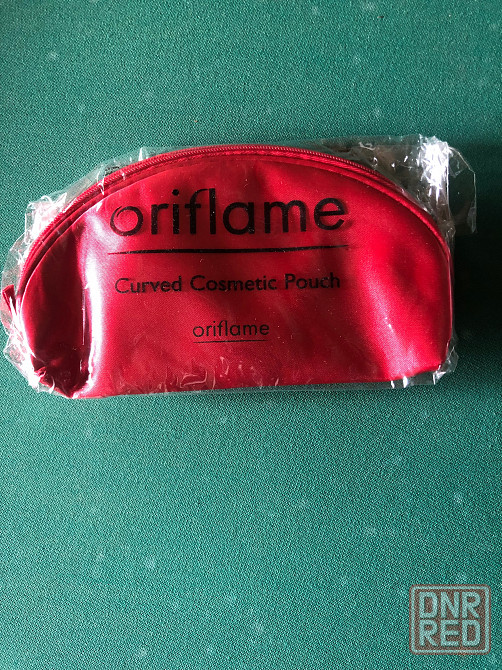 oriflame
Curved Cosmetic Pouch
oriflame
DNR
RED